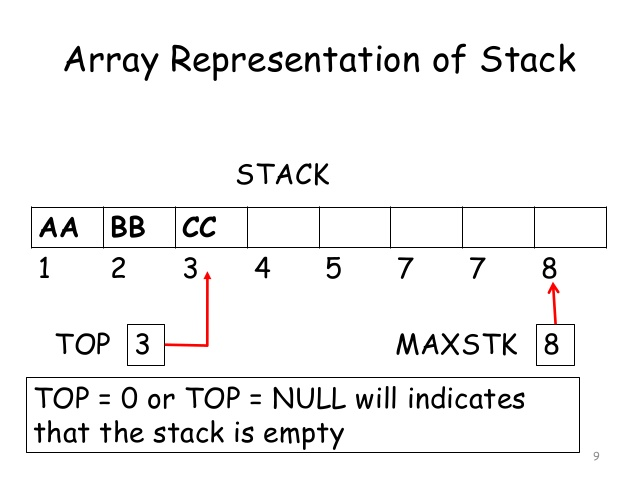 Array Representation of Stack
STACK
AA BB CC
1 2 3 4 5 7 7 8
TOP 3 MAXSTK 8
TOP = 0 or TOP = NULL will indicates
that the stack is empty
9